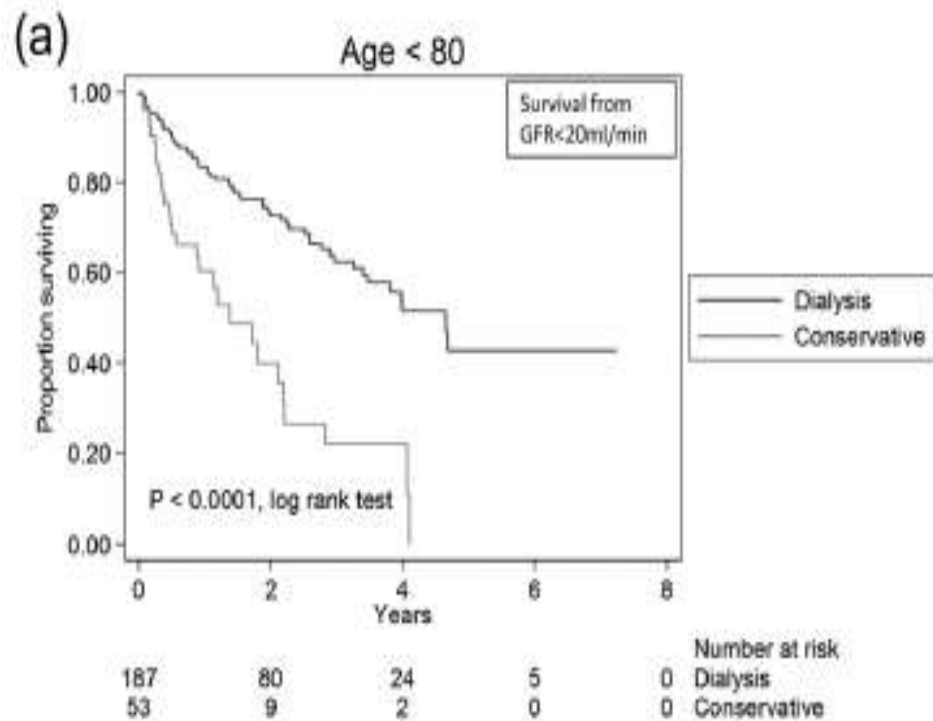 (a)
Age < 80
Survival from
GFR<20ml/min
1.00
0.80
0.60
0.40
0.20
0.00
Proportion surviving
P < 0.0001, log rank test
Dialysis
Conservative
0 2 4 6 8
Years
Number at risk
187 80 24 5 0 Dialysis
53 9 2 0 0 Conservative